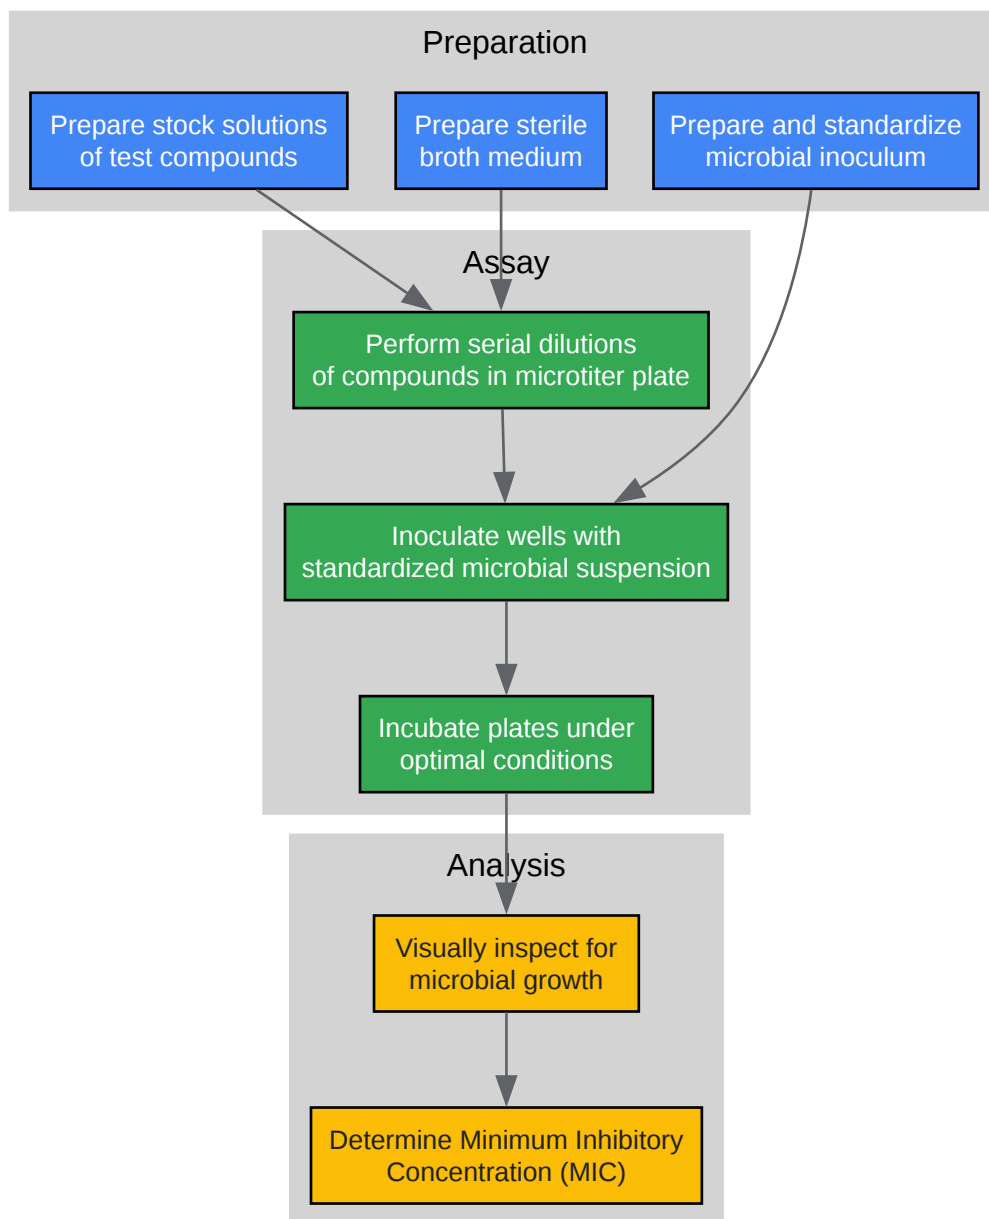 Preparation
Prepare stock solutions
of test compounds
Prepare sterile
broth medium
Prepare and standardize
microbial inoculum
Assay
Perform serial dilutions
of compounds in microtiter plate
Inoculate wells with
standardized microbial suspension
Incubate plates under
optimal conditions
Analysis
Visually inspect for
microbial growth
Determine Minimum Inhibitory
Concentration (MIC)